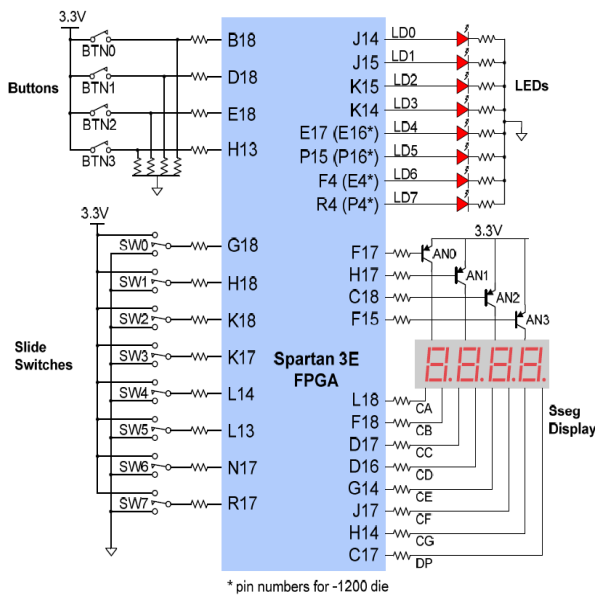 3.3V
BTN0
BTN1
BTN2
BTN3
Buttons
B18
D18
E18
H13
J14
J15
K15
K14
E17 (E16*)
P15 (P16*)
F4 (E4*)
R4 (P4*)
LD0
LD1
LD2
LD3
LD4
LD5
LD6
LD7
LEDs
3.3V
SW0
SW1
SW2
SW3
SW4
SW5
SW6
SW7
Slide
Switches
G18
H18
K18
K17
L14
L13
N17
R17
Spartan 3E
FPGA
3.3V
F17
H17
C18
F15
AN0
AN1
AN2
AN3
8.8.8.8.
Sseg
Display
L18
F18
D17
D16
G14
J17
H14
C17
CA
CB
CC
CD
CE
CF
CG
DP
* pin numbers for -1200 die